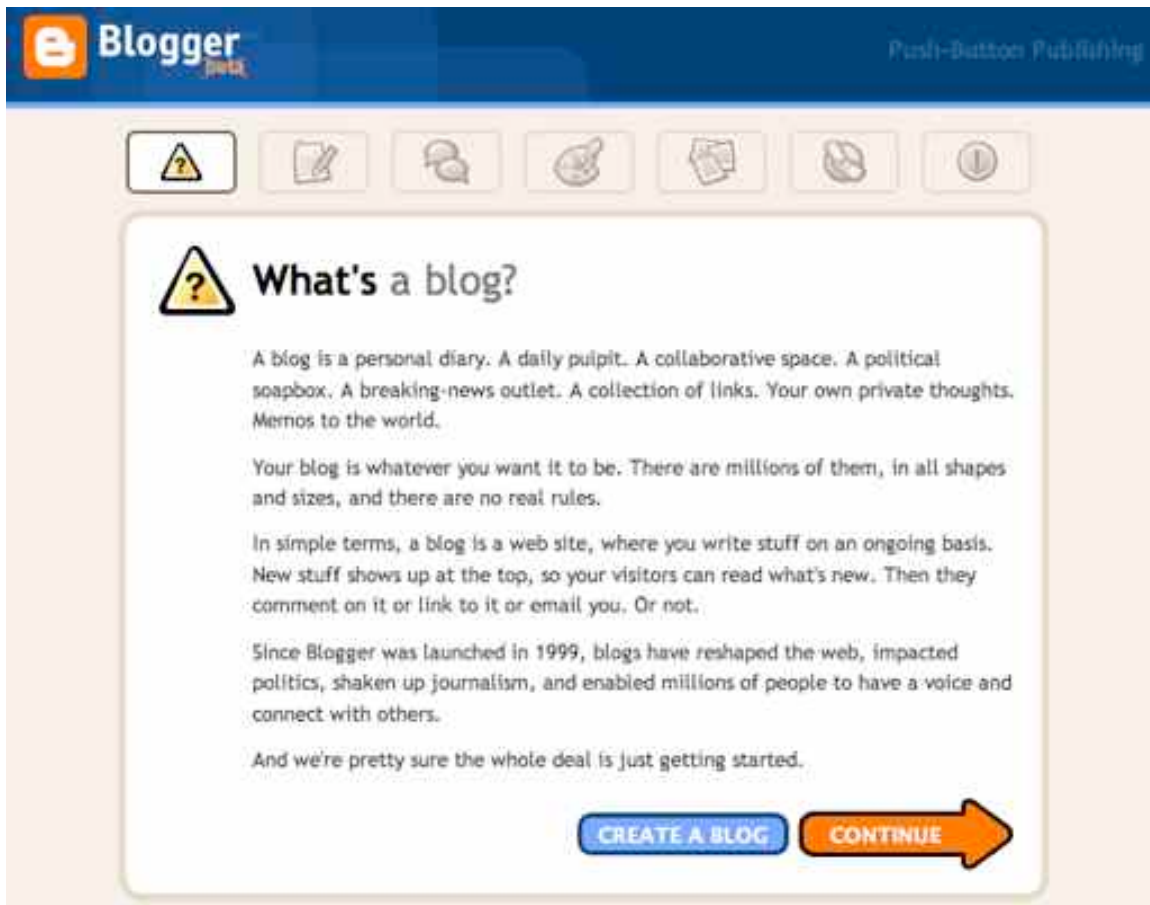 Blogger
beta
Push-Button Publishing
What's a blog?
A blog is a personal diary. A daily pulpit. A collaborative space. A political
soapbox. A breaking-news outlet. A collection of links. Your own private thoughts.
Memos to the world.
Your blog is whatever you want it to be. There are millions of them, in all shapes
and sizes, and there are no real rules.
In simple terms, a blog is a web site, where you write stuff on an ongoing basis.
New stuff shows up at the top, so your visitors can read what's new. Then they
comment on it or link to it or email you. Or not.
Since Blogger was launched in 1999, blogs have reshaped the web, impacted
politics, shaken up journalism, and enabled millions of people to have a voice and
connect with others.
And we're pretty sure the whole deal is just getting started.
CREATE A BLOG CONTINUE